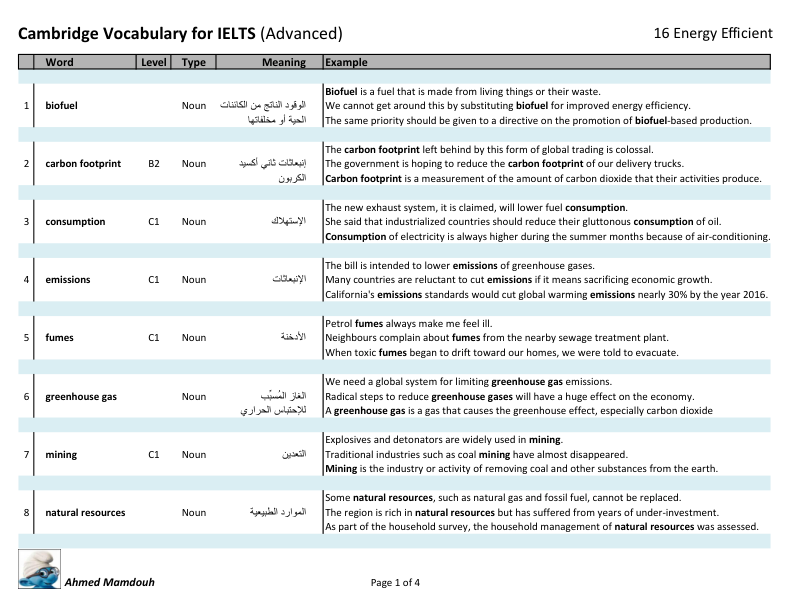 Cambridge Vocabulary for IELTS (Advanced) 16 Energy Efficient
Word Level Type Meaning Example
Biofuel is a fuel that is made from living things or their waste.
1 biofuel Noun الوقود الناتج من الكائنات We cannot get around this by substituting biofuel for improved energy efficiency.
الحية أو مخلفاتها The same priority should be given to a directive on the promotion of biofuel-based production.
The carbon footprint left behind by this form of global trading is colossal.
2 carbon footprint B2 Noun إنبعاثات ثاني أكسيد The government is hoping to reduce the carbon footprint of our delivery trucks.
الكربون Carbon footprint is a measurement of the amount of carbon dioxide that their activities produce.
The new exhaust system, it is claimed, will lower fuel consumption.
3 consumption C1 Noun الإستهلاك She said that industrialized countries should reduce their gluttonous consumption of oil.
Consumption of electricity is always higher during the summer months because of air-conditioning.
The bill is intended to lower emissions of greenhouse gases.
4 emissions C1 Noun الإنبعاثات Many countries are reluctant to cut emissions if it means sacrificing economic growth.
California's emissions standards would cut global warming emissions nearly 30% by the year 2016.
Petrol fumes always make me feel ill.
5 fumes C1 Noun الأدخنة Neighbours complain about fumes from the nearby sewage treatment plant.
When toxic fumes began to drift toward our homes, we were told to evacuate.
We need a global system for limiting greenhouse gas emissions.
6 greenhouse gas Noun الغاز المُسبِّب Radical steps to reduce greenhouse gases will have a huge effect on the economy.
للإحتباس الحراري A greenhouse gas is a gas that causes the greenhouse effect, especially carbon dioxide
Explosives and detonators are widely used in mining.
7 mining C1 Noun التعدين Traditional industries such as coal mining have almost disappeared.
Mining is the industry or activity of removing coal and other substances from the earth.
Some natural resources, such as natural gas and fossil fuel, cannot be replaced.
8 natural resources Noun الموارد الطبيعية The region is rich in natural resources but has suffered from years of under-investment.
As part of the household survey, the household management of natural resources was assessed.
Ahmed Mamdouh Page 1 of 4